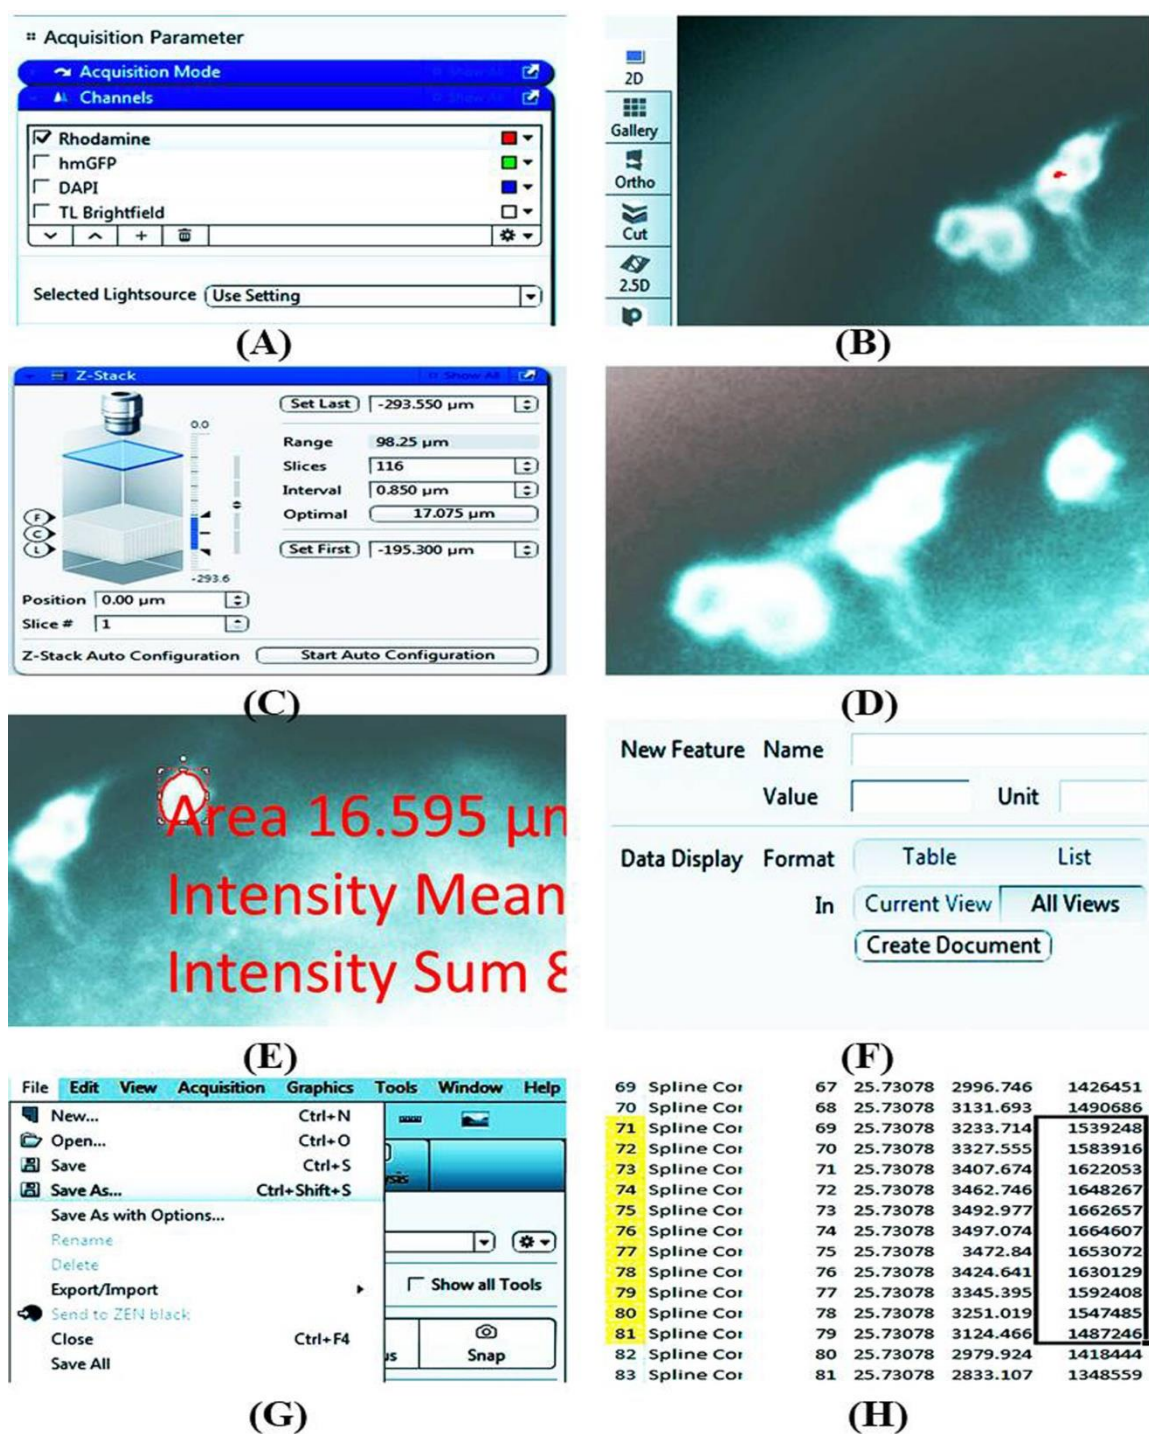 Acquisition Parameter
Acquisition Mode
Show All
Channels
Show All
Rhodamine
hmGFP
DAPI
TL Brightfield
Selected Lightsource Use Setting
(A)
2D
Gallery
Ortho
Cut
2.5D
(B)
Z-Stack
Show All
Set Last -293.550 µm
0.0
Range 98.25 µm
Slices 116
Interval 0.850 µm
Optimal 17.075 µm
Set First -195.300 µm
F
C
L
-293.6
Position 0.00 µm
Slice # 1
Z-Stack Auto Configuration Start Auto Configuration
(C)
(D)
Area 16.595 µm
Intensity Mean
Intensity Sum 8
(E)
New Feature Name
Value Unit
Data Display Format Table List
In Current View All Views
Create Document
(F)
File Edit View Acquisition Graphics Tools Window Help
New... Ctrl+N
Open... Ctrl+O
Save Ctrl+S
Save As... Ctrl+Shift+S
Save As with Options...
Rename
Delete
Export/Import
Send to ZEN black
Close Ctrl+F4
Save All
Show all Tools
Snap
(G)
69 Spline Cor 67 25.73078 2996.746 1426451
70 Spline Cor 68 25.73078 3131.693 1490686
71 Spline Cor 69 25.73078 3233.714 1539248
72 Spline Cor 70 25.73078 3327.555 1583916
73 Spline Cor 71 25.73078 3407.674 1622053
74 Spline Cor 72 25.73078 3462.746 1648267
75 Spline Cor 73 25.73078 3492.977 1662657
76 Spline Cor 74 25.73078 3497.074 1664607
77 Spline Cor 75 25.73078 3472.84 1653072
78 Spline Cor 76 25.73078 3424.641 1630129
79 Spline Cor 77 25.73078 3345.395 1592408
80 Spline Cor 78 25.73078 3251.019 1547485
81 Spline Cor 79 25.73078 3124.466 1487246
82 Spline Cor 80 25.73078 2979.924 1418444
83 Spline Cor 81 25.73078 2833.107 1348559
(H)